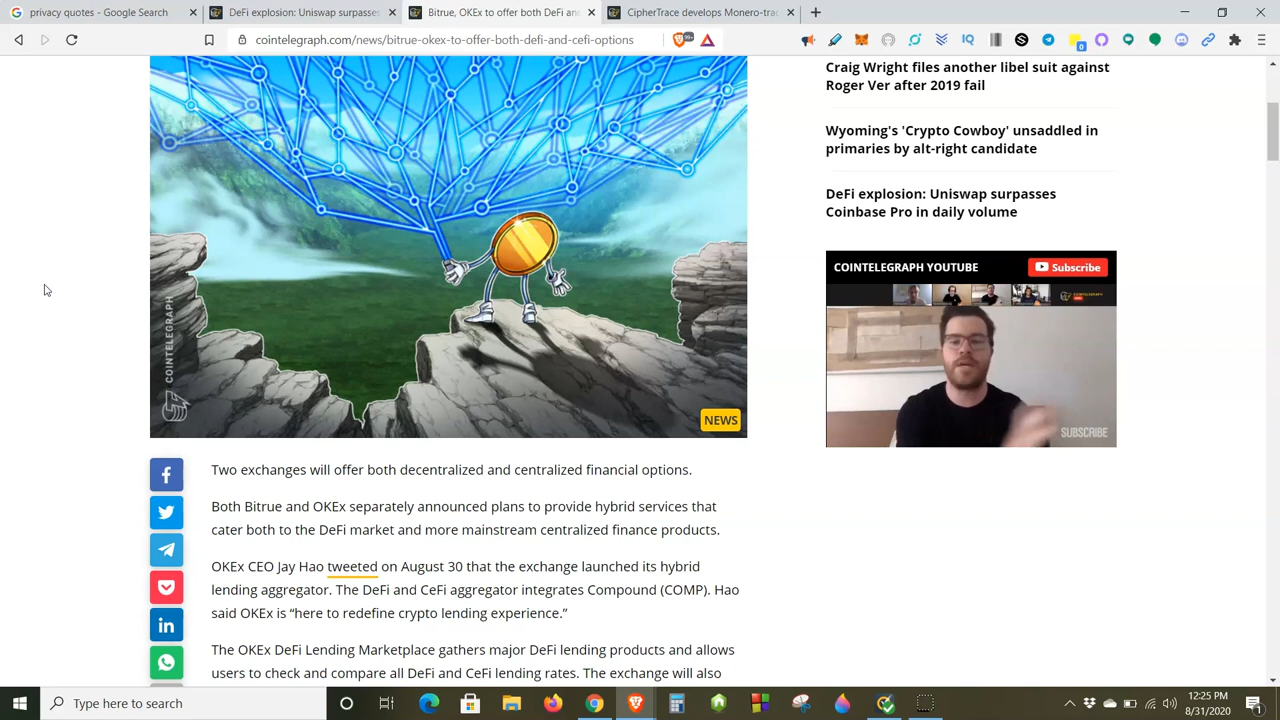 privacy quotes - Google Search
DeFi explosion: Uniswap surpasses
Bitrue, OKEx to offer both DeFi and
CipherTrace develops Monero-trac
cointelegraph.com/news/bitrue-okex-to-offer-both-defi-and-cefi-options
99+
IQ
0
Craig Wright files another libel suit against
Roger Ver after 2019 fail
Wyoming's 'Crypto Cowboy' unsaddled in
primaries by alt-right candidate
DeFi explosion: Uniswap surpasses
Coinbase Pro in daily volume
COINTELEGRAPH YOUTUBE
Subscribe
SUBSCRIBE
COINTELEGRAPH
NEWS
Two exchanges will offer both decentralized and centralized financial options.
Both Bitrue and OKEx separately announced plans to provide hybrid services that
cater both to the DeFi market and more mainstream centralized finance products.
OKEx CEO Jay Hao tweeted on August 30 that the exchange launched its hybrid
lending aggregator. The DeFi and CeFi aggregator integrates Compound (COMP). Hao
said OKEx is “here to redefine crypto lending experience.”
The OKEx DeFi Lending Marketplace gathers major DeFi lending products and allows
users to check and compare all DeFi and CeFi lending rates. The exchange will also
Type here to search
12:25 PM
8/31/2020
1